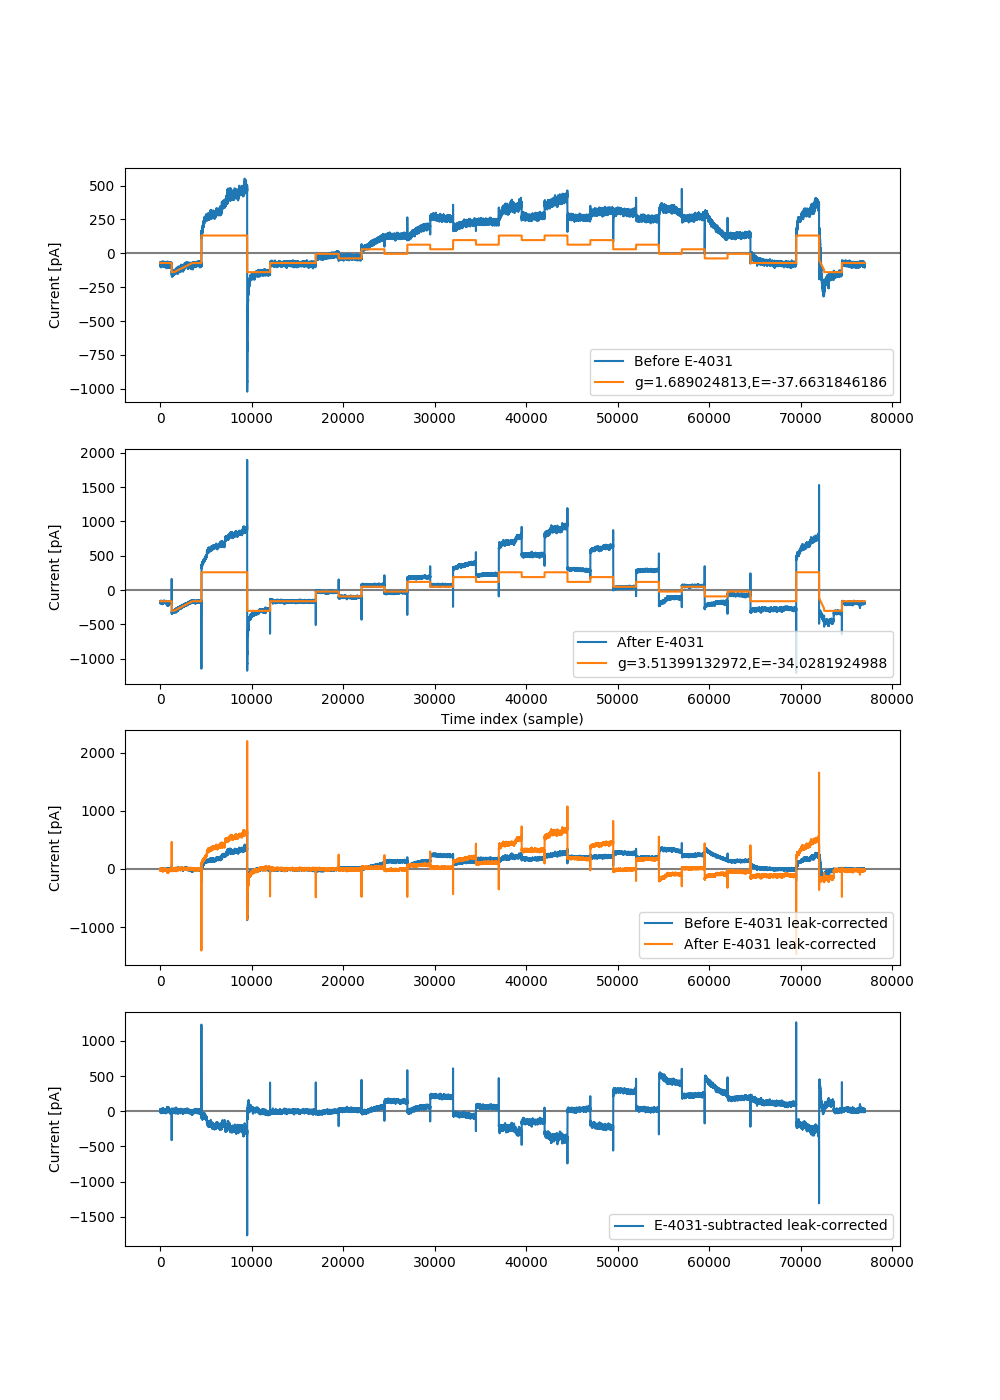 500
250
0
−250
−500
−750
−1000
Current [pA]
Before E-4031
g=1.689024813,E=-37.6631846186
0 10000 20000 30000 40000 50000 60000 70000 80000
2000
1500
1000
500
0
−500
−1000
Current [pA]
After E-4031
g=3.51399132972,E=-34.0281924988
0 10000 20000 30000 40000 50000 60000 70000 80000
Time index (sample)
2000
1000
0
−1000
Current [pA]
Before E-4031 leak-corrected
After E-4031 leak-corrected
0 10000 20000 30000 40000 50000 60000 70000 80000
1000
500
0
−500
−1000
−1500
Current [pA]
E-4031-subtracted leak-corrected
0 10000 20000 30000 40000 50000 60000 70000 80000